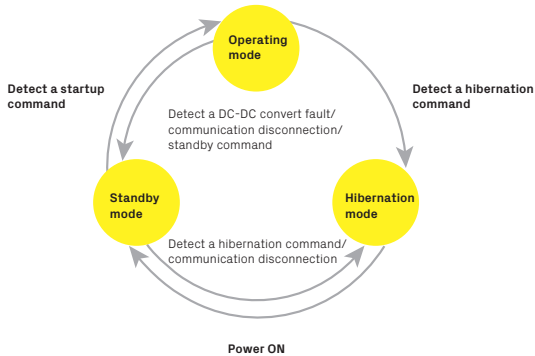 Operating
mode
Detect a startup
command
Detect a hibernation
command
Detect a DC-DC convert fault/
communication disconnection/
standby command
Standby
mode
Hibernation
mode
Detect a hibernation command/
communication disconnection
Power ON